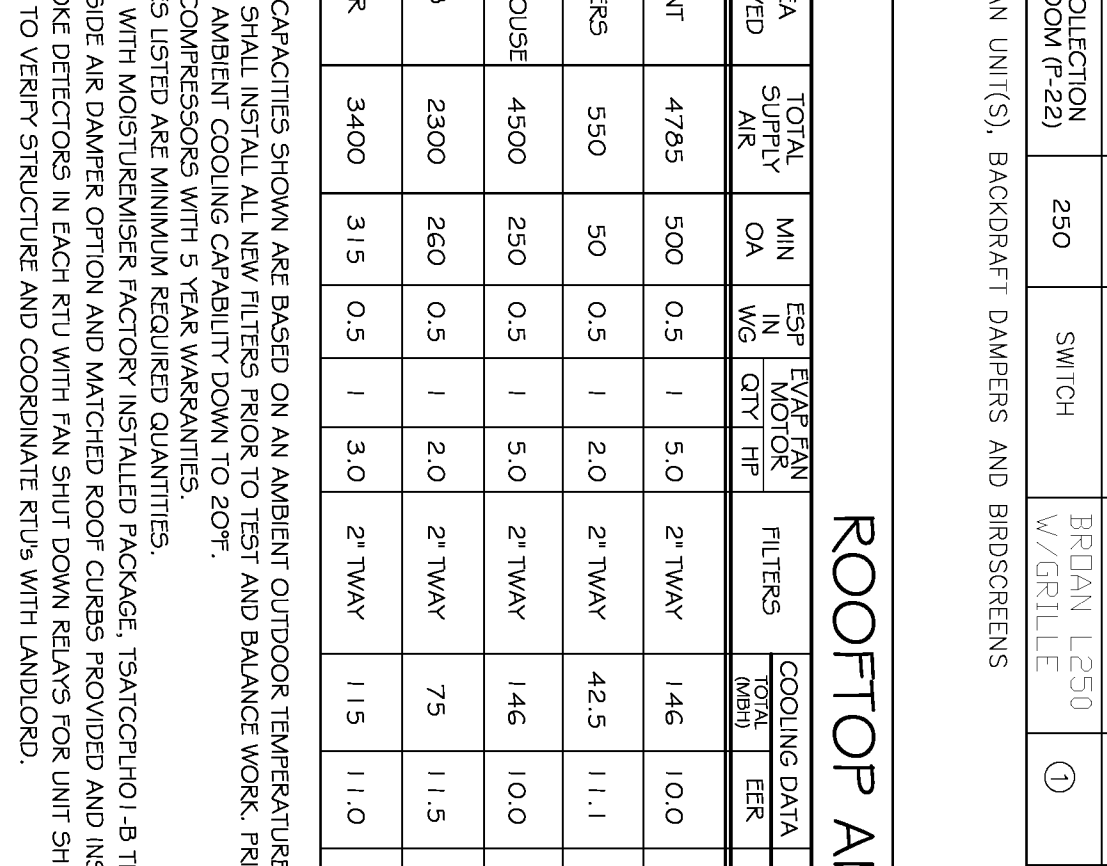 OLLECTION
OOM (P-22)
250
SWITCH
BROAN L250
W/GRILLE
1
AN UNIT(S), BACKDRAFT DAMPERS AND BIRDSCREENS
ROOFTOP
EA
VED
TOTAL
SUPPLY
AIR
MIN
OA
ESP
IN
WG
EVAP FAN
MOTOR
QTY HP
FILTERS
COOLING DATA
TOTAL
(MBH)
EER
NT 4785 500 0.5 1 5.0 2" TWAY 146 10.0
ERS 550 50 0.5 1 2.0 2" TWAY 42.5 11.1
OUSE 4500 250 0.5 1 5.0 2" TWAY 146 10.0
2300 260 0.5 1 2.0 2" TWAY 75 11.5
R 3400 315 0.5 1 3.0 2" TWAY 115 11.0
CAPACITIES SHOWN ARE BASED ON AN AMBIENT OUTDOOR TEMPERATURE
SHALL INSTALL ALL NEW FILTERS PRIOR TO TEST AND BALANCE WORK. PRI
AMBIENT COOLING CAPABILITY DOWN TO 20°F.
COMPRESSORS WITH 5 YEAR WARRANTIES.
ES LISTED ARE MINIMUM REQUIRED QUANTITIES.
WITH MOISTUREMISER FACTORY INSTALLED PACKAGE, TSATCCPLH01-B T
SIDE AIR DAMPER OPTION AND MATCHED ROOF CURBS PROVIDED AND INS
OKE DETECTORS IN EACH RTU WITH FAN SHUT DOWN RELAYS FOR UNIT SH
TO VERIFY STRUCTURE AND COORDINATE RTU's WITH LANDLORD.